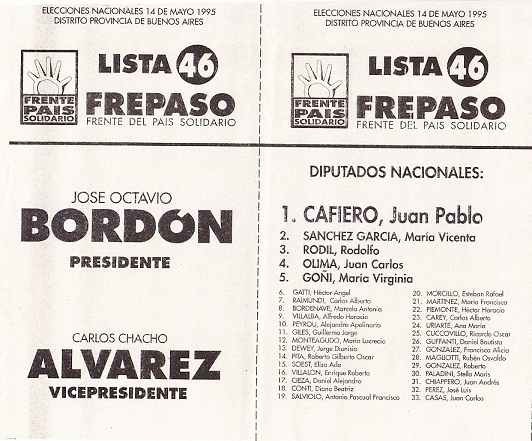 ELECCIONES NACIONALES 14 DE MAYO 1995
DISTRITO PROVINCIA DE BUENOS AIRES
LISTA 46
FRENTE
PAIS
SOLIDARIO
FREPASO
FRENTE DEL PAIS SOLIDARIO
JOSE OCTAVIO
BORDON
PRESIDENTE
CARLOS CHACHO
ALVAREZ
VICEPRESIDENTE
ELECCIONES NACIONALES 14 DE MAYO 1995
DISTRITO PROVINCIA DE BUENOS AIRES
LISTA 46
FRENTE
PAIS
SOLIDARIO
FREPASO
FRENTE DEL PAIS SOLIDARIO
DIPUTADOS NACIONALES:
1. CAFIERO, Juan Pablo
2. SANCHEZ GARCIA, María Vicenta
3. RODIL, Rodolfo
4. OLIMA, Juan Carlos
5. GOÑI, María Virginia
6. GATTI, Héctor Angel
7. RAIMUNDI, Carlos Alberto
8. BORDENAVE, Marcela Antonia
9. VILLALBA, Alfredo Horacio
10. PEYROU, Alejandro Apolinario
11. GILES, Guillermo Jorge
12. MONTEAGUDO, María Lucrecia
13. DEWEY, Jorge Dionisio
14. PITA, Roberto Gilberto Oscar
15. SOEST, Elisa Ada
16. VILLALON, Enrique Roberto
17. CIEZA, Daniel Alejandro
18. CONTI, Diana Beatriz
19. SALVIOLO, Antonio Pascual Francisco
20. MORCILLO, Esteban Rafael
21. MARTINEZ, María Francisca
22. PIEMONTE, Héctor Horacio
23. CAREY, Carlos Alberto
24. URIARTE, Ana María
25. CUCCOVILLO, Ricardo Oscar
26. GUFFANTI, Daniel Bautista
27. GONZALEZ, Francisca Alicia
28. MAGLIOTTI, Rubén Osvaldo
29. GONZALEZ, Roberto
30. PALADINI, Stella Maris
31. CHIAPPERO, Juan Andrés
32. PEREZ, José Luis
33. CASAS, Juan Carlos